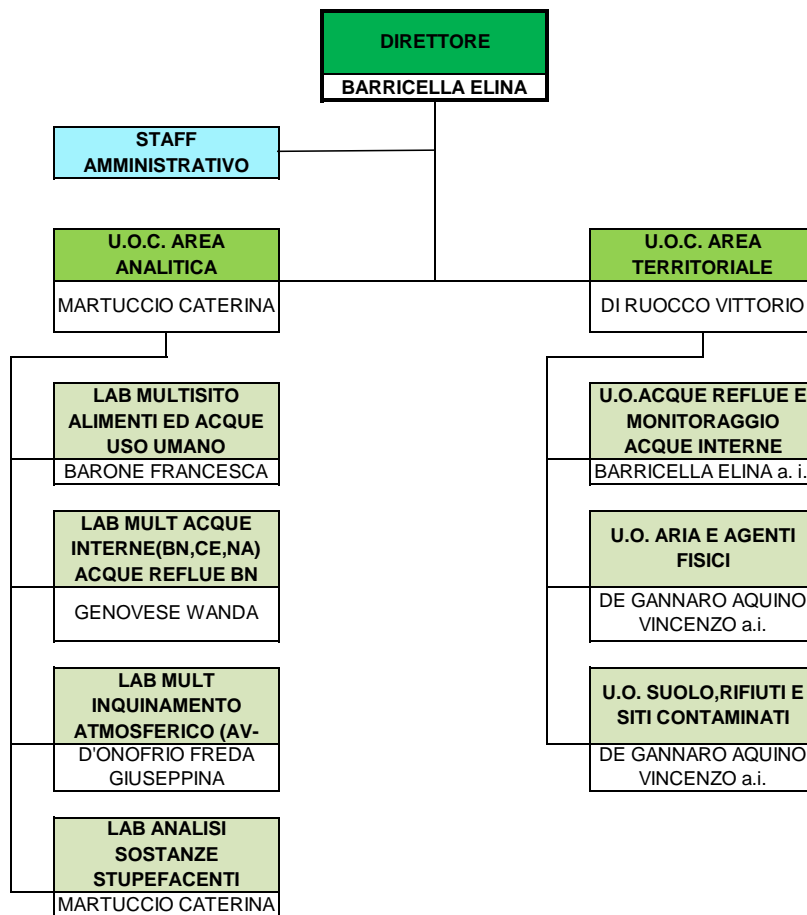 DIRETTORE
BARRICELLA ELINA
STAFF
AMMINISTRATIVO
U.O.C. AREA
ANALITICA
MARTUCCIO CATERINA
U.O.C. AREA
TERRITORIALE
DI RUOCCO VITTORIO
LAB MULTISITO
ALIMENTI ED ACQUE
USO UMANO
BARONE FRANCESCA
U.O.ACQUE REFLUE E
MONITORAGGIO
ACQUE INTERNE
BARRICELLA ELINA a. i.
LAB MULT ACQUE
INTERNE(BN,CE,NA)
ACQUE REFLUE BN
GENOVESE WANDA
U.O. ARIA E AGENTI
FISICI
DE GANNARO AQUINO
VINCENZO a.i.
LAB MULT
INQUINAMENTO
ATMOSFERICO (AV-
D'ONOFRIO FREDA
GIUSEPPINA
U.O. SUOLO,RIFIUTI E
SITI CONTAMINATI
DE GANNARO AQUINO
VINCENZO a.i.
LAB ANALISI
SOSTANZE
STUPEFACENTI
MARTUCCIO CATERINA